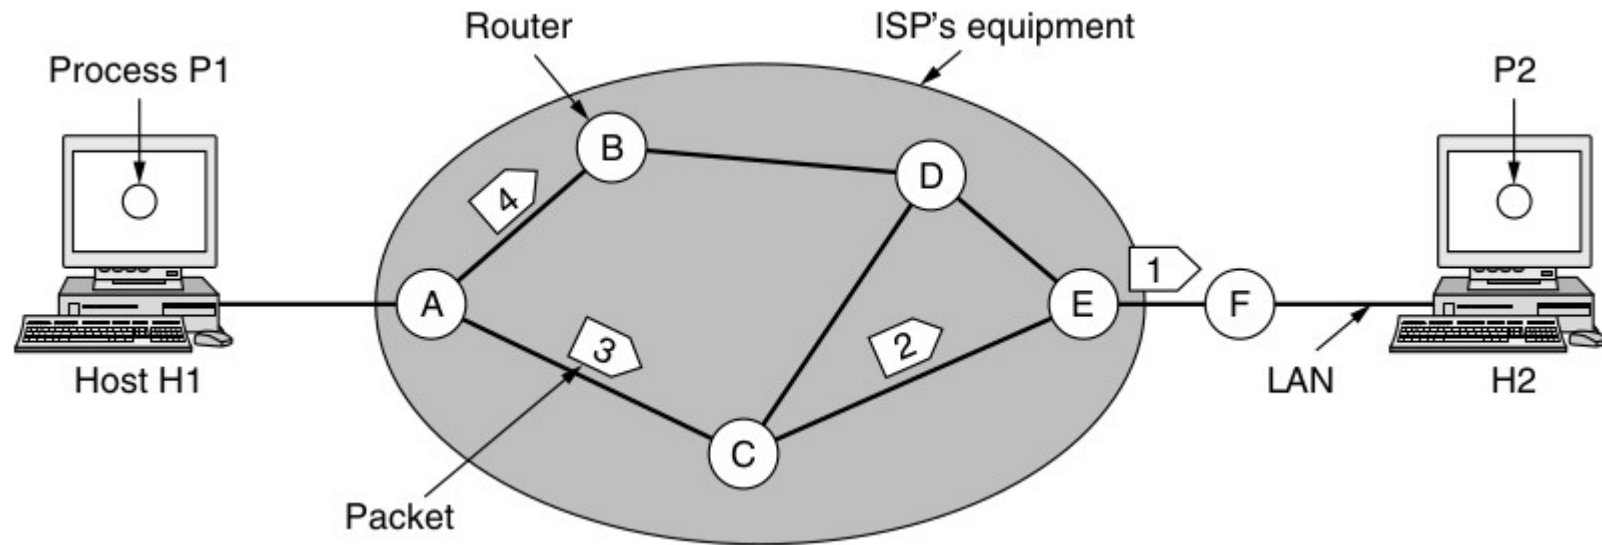 Router
ISP's equipment
Process P1
P2
B
D
4
1
A
E
F
3
2
Host H1
LAN
H2
C
Packet